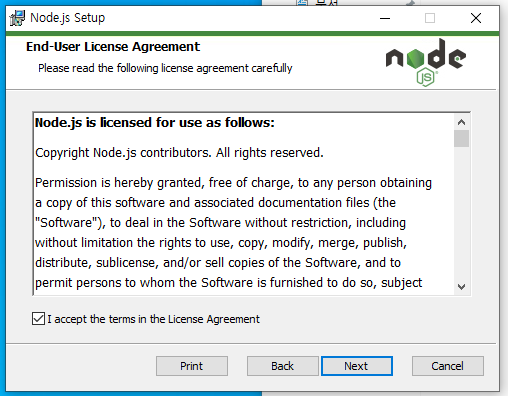 문서
Node.js Setup
End-User License Agreement
Please read the following license agreement carefully
node
JS
Node.js is licensed for use as follows:
Copyright Node.js contributors. All rights reserved.
Permission is hereby granted, free of charge, to any person obtaining
a copy of this software and associated documentation files (the
"Software"), to deal in the Software without restriction, including
without limitation the rights to use, copy, modify, merge, publish,
distribute, sublicense, and/or sell copies of the Software, and to
permit persons to whom the Software is furnished to do so, subject
I accept the terms in the License Agreement
Print Back Next Cancel